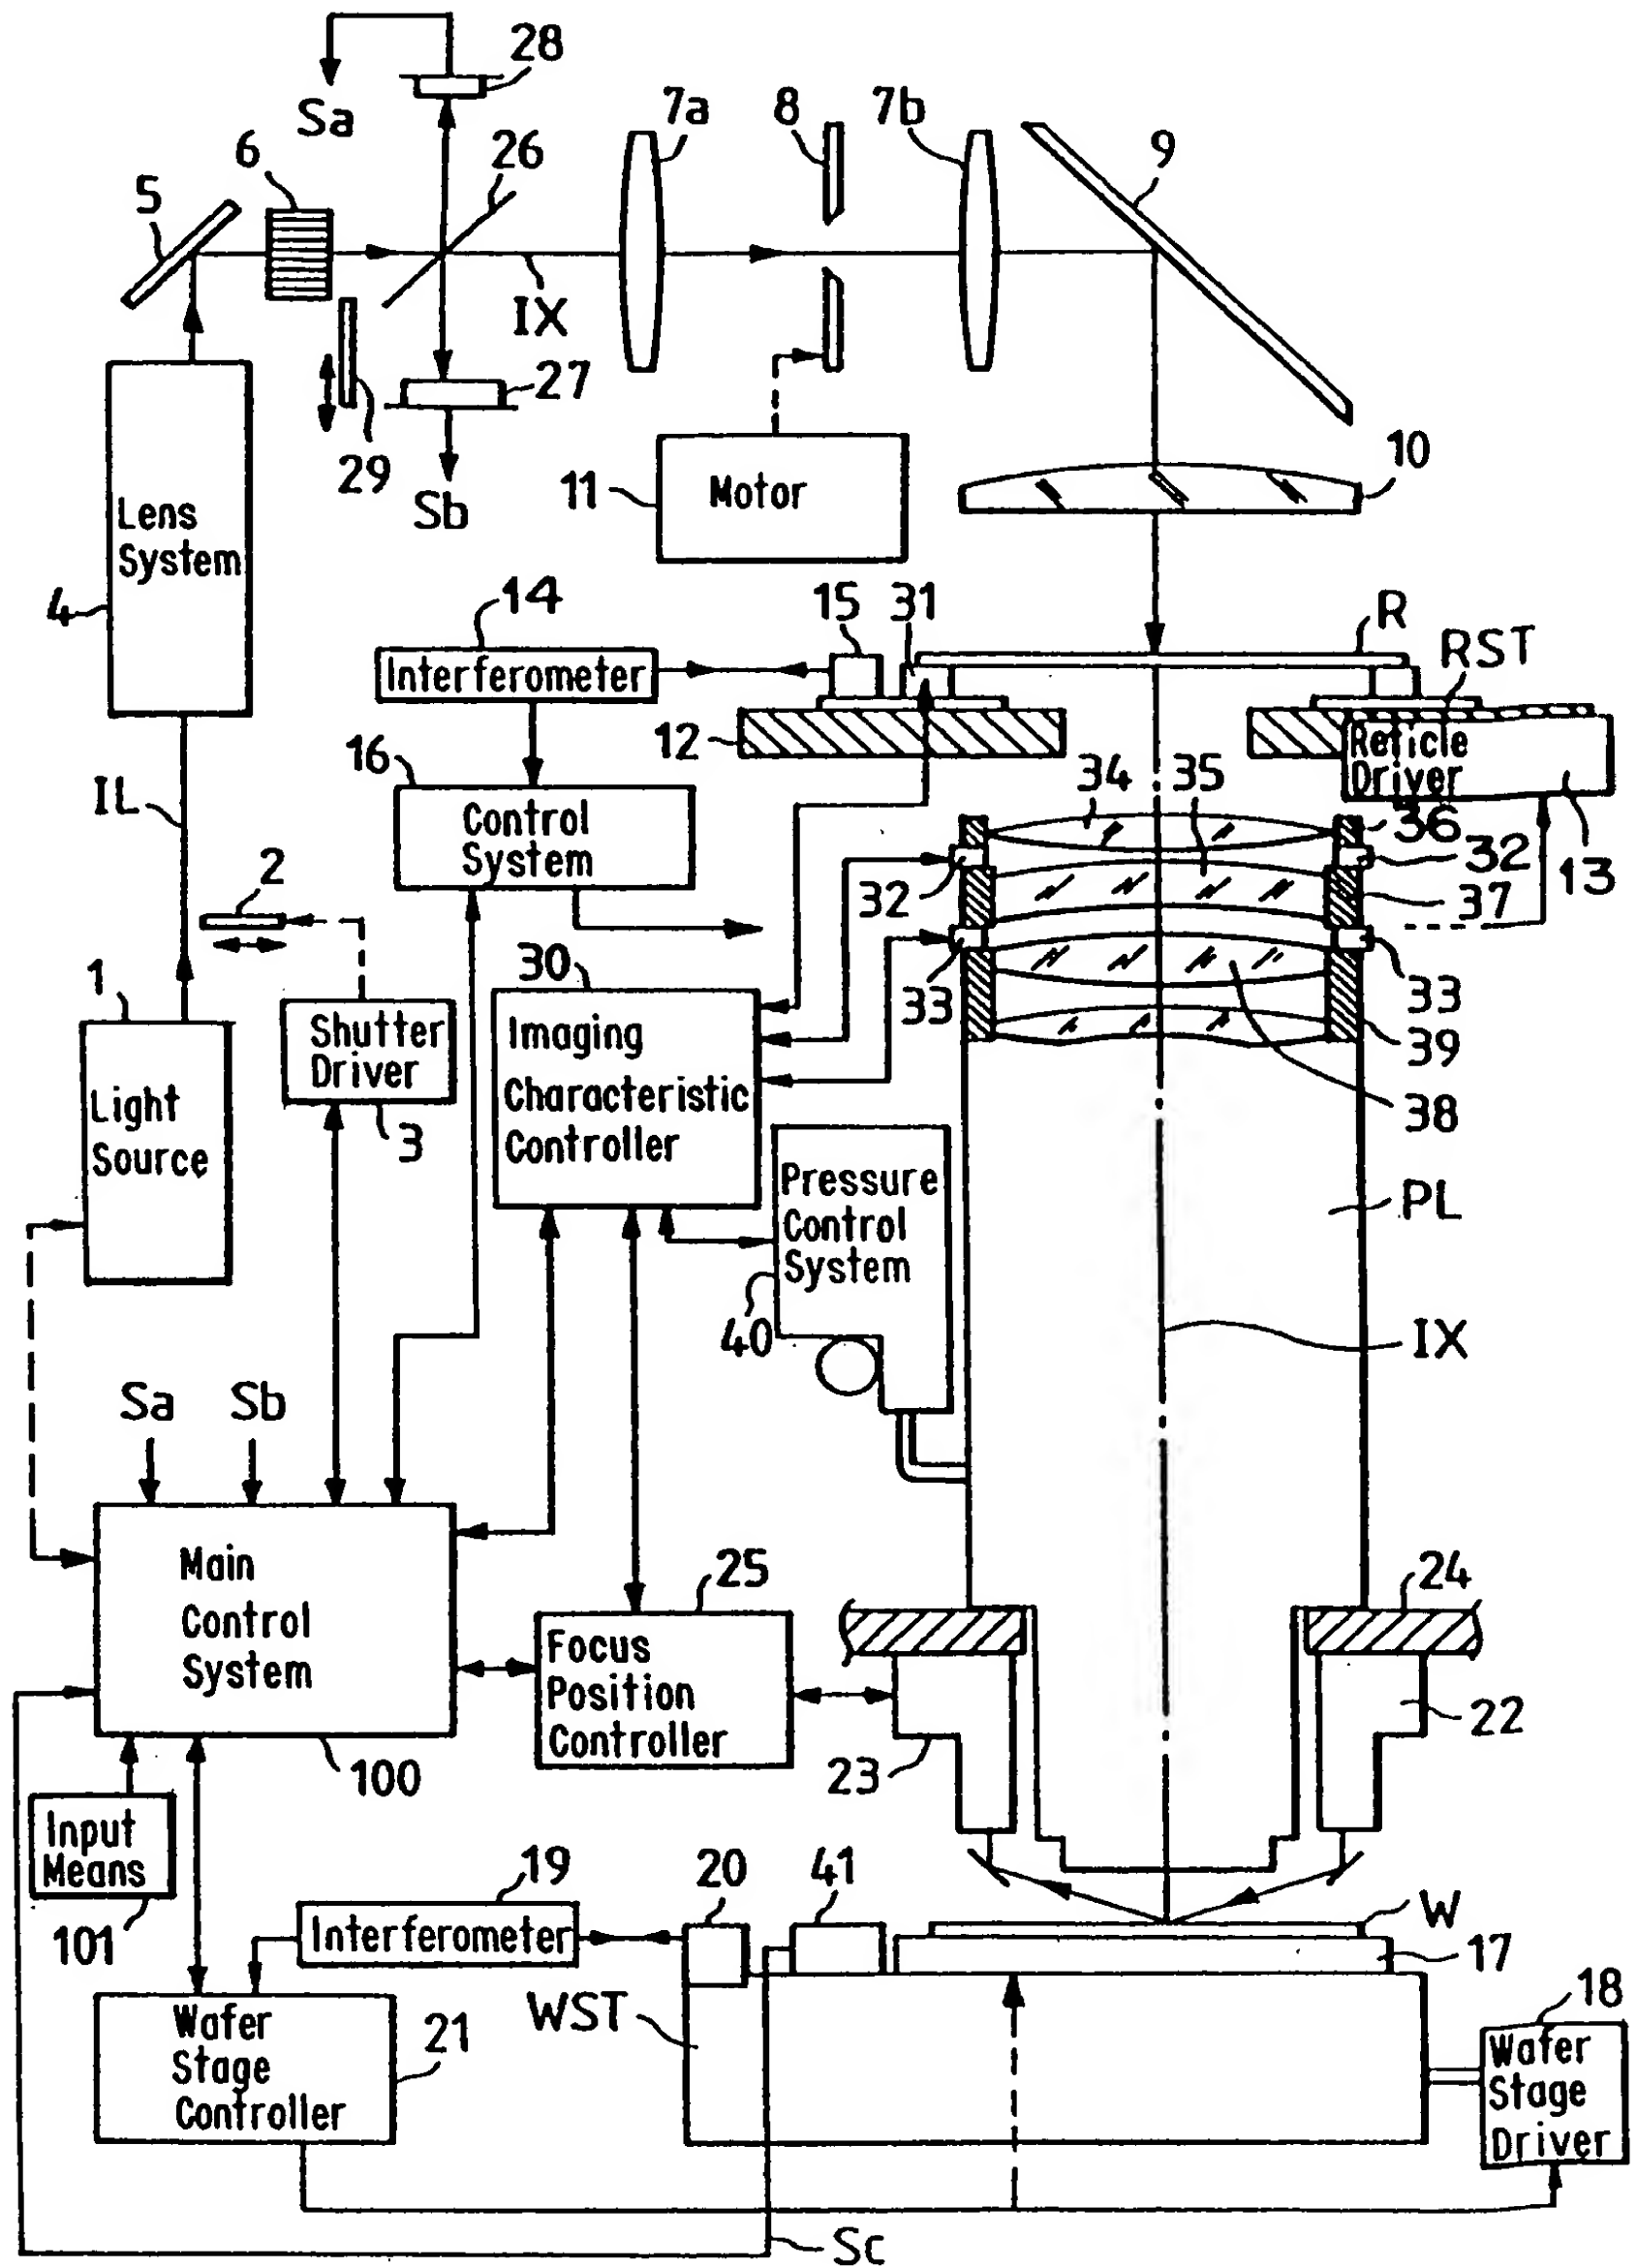 28
Sa
7a
8
7b
6
26
9
5
IX
27
29
Sb
10
11
Motor
Lens
System
4
14
15
31
R
RST
Interferometer
12
Reticle
Driver
16
34
35
IL
Control
System
36
2
32
32
13
37
1
30
33
33
Shutter
Driver
Imaging
Characteristic
Controller
39
Light
Source
3
38
Pressure
Control
System
PL
40
IX
Sa
Sb
Main
Control
System
25
24
Focus
Position
Controller
22
23
100
Input
Means
101
19
20
41
W
Interferometer
17
WST
18
Wafer
Stage
Controller
21
Wafer
Stage
Driver
Sc